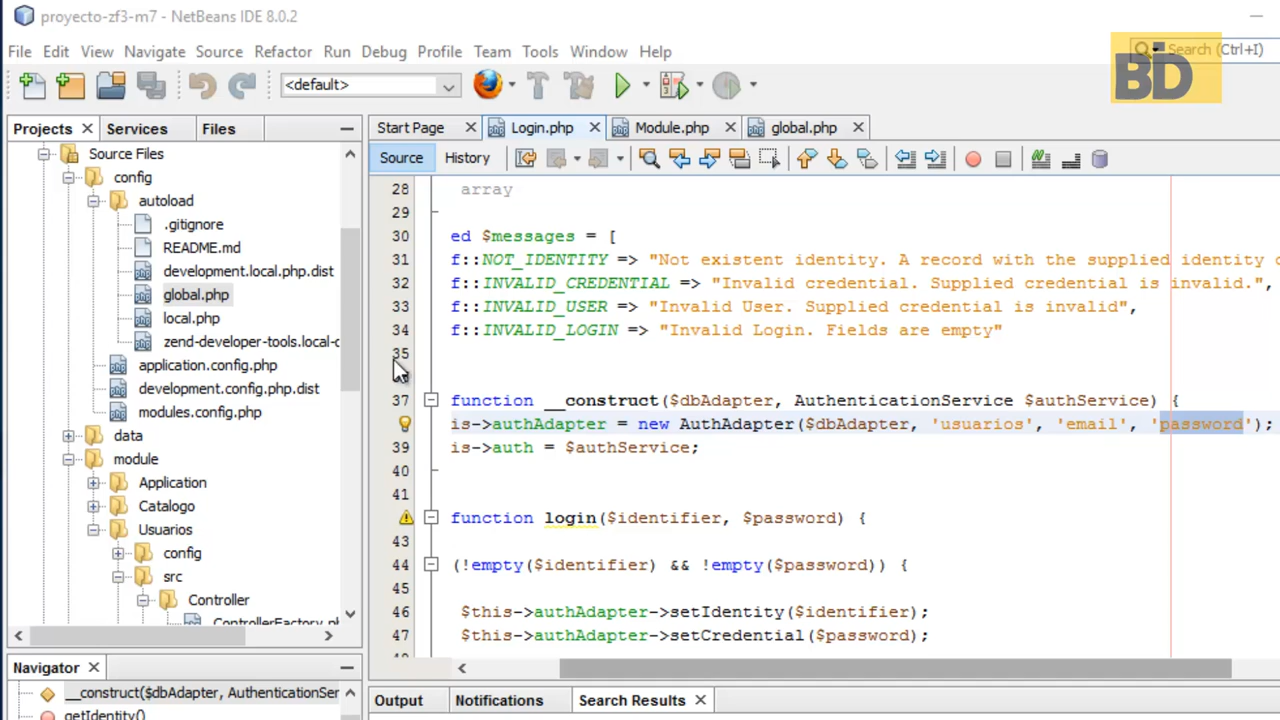 proyecto-zf3-m7 - NetBeans IDE 8.0.2
File Edit View Navigate Source Refactor Run Debug Profile Team Tools Window Help
Search (Ctrl+I)
BD
<default>
Projects Services Files
Start Page Login.php Module.php global.php
Source History
Source Files
config
autoload
.gitignore
README.md
development.local.php.dist
global.php
local.php
zend-developer-tools.local-
application.config.php
development.config.php.dist
modules.config.php
data
module
Application
Catalogo
Usuarios
config
src
Controller
ControllerFactory.ph
28 array
29
30 ed $messages = [
31 f::NOT_IDENTITY => "Not existent identity. A record with the supplied identity
32 f::INVALID_CREDENTIAL => "Invalid credential. Supplied credential is invalid.",
33 f::INVALID_USER => "Invalid User. Supplied credential is invalid",
34 f::INVALID_LOGIN => "Invalid Login. Fields are empty"
35
37 function __construct($dbAdapter, AuthenticationService $authService) {
is->authAdapter = new AuthAdapter($dbAdapter, 'usuarios', 'email', 'password');
39 is->auth = $authService;
40
41
function login($identifier, $password) {
43
44 (!empty($identifier) && !empty($password)) {
45
46 $this->authAdapter->setIdentity($identifier);
47 $this->authAdapter->setCredential($password);
Navigator
__construct($dbAdapter, AuthenticationSer
getIdentity()
Output Notifications Search Results